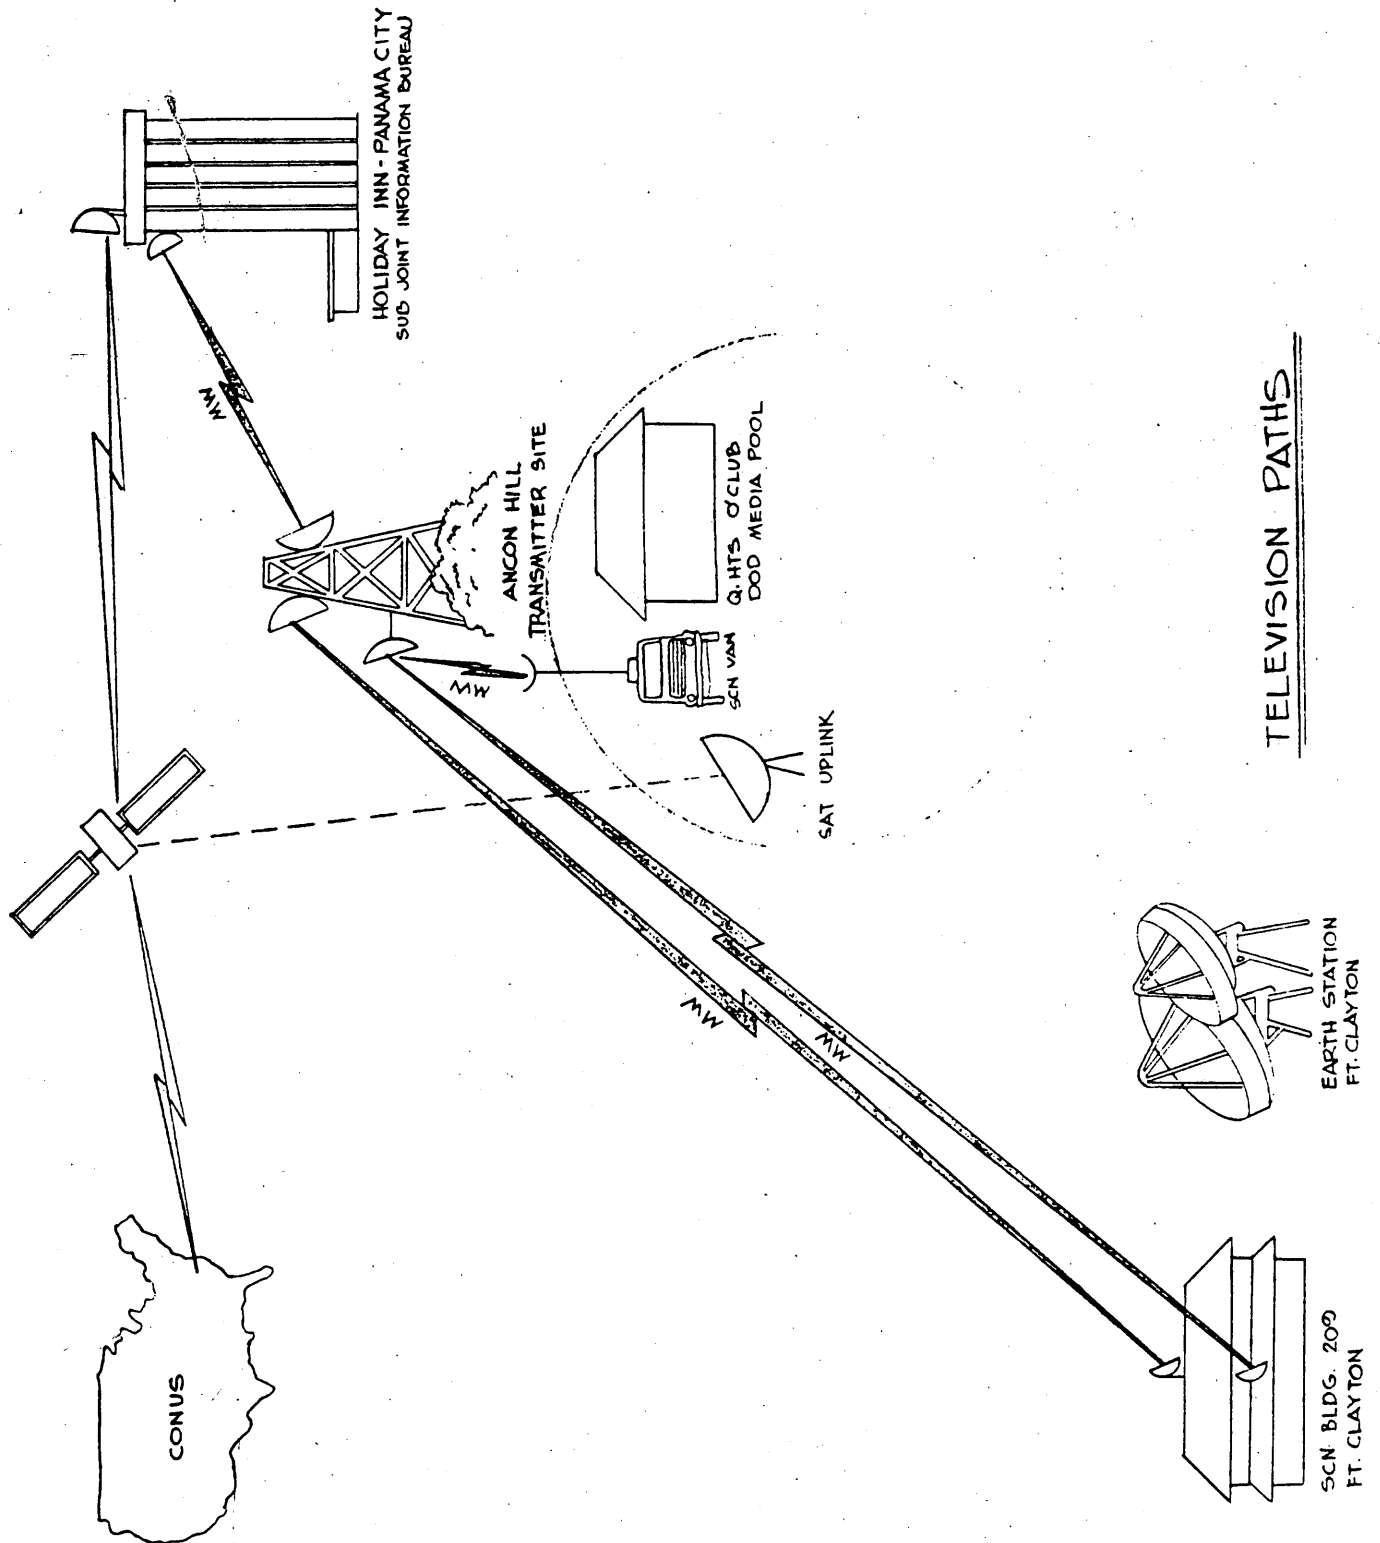 HOLIDAY INN - PANAMA CITY
SUB JOINT INFORMATION BUREAU
MW
ANCON HILL
TRANSMITTER SITE
MW
Q.HTS O'CLUB
DOD MEDIA POOL
SCN VAN
SAT UPLINK
MW
MW
CONUS
EARTH STATION
FT. CLAYTON
SCN BLDG. 209
FT. CLAYTON
TELEVISION PATHS